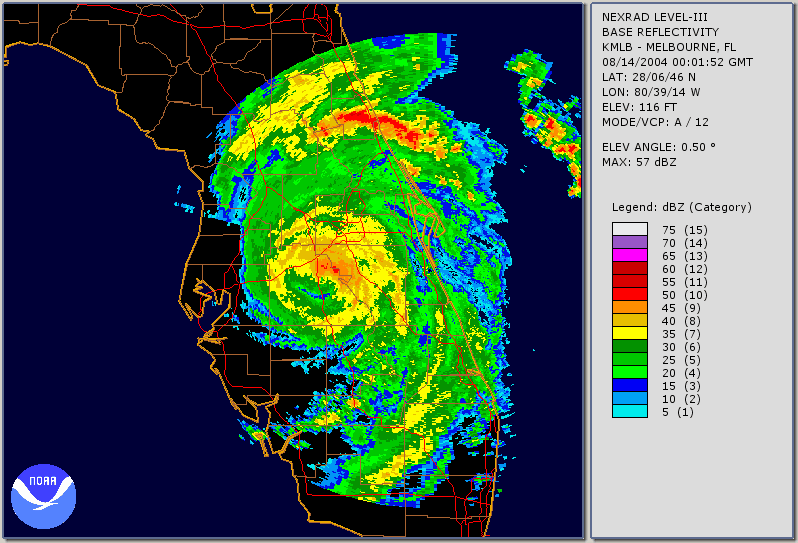 NEXRAD LEVEL-III
BASE REFLECTIVITY
KMLB - MELBOURNE, FL
08/14/2004 00:01:52 GMT
LAT: 28/06/46 N
LON: 80/39/14 W
ELEV: 116 FT
MODE/VCP: A / 12
ELEV ANGLE: 0.50 °
MAX: 57 dBZ
Legend: dBZ (Category)
75 (15)
70 (14)
65 (13)
60 (12)
55 (11)
50 (10)
45 (9)
40 (8)
35 (7)
30 (6)
25 (5)
20 (4)
15 (3)
10 (2)
5 (1)
NOAA